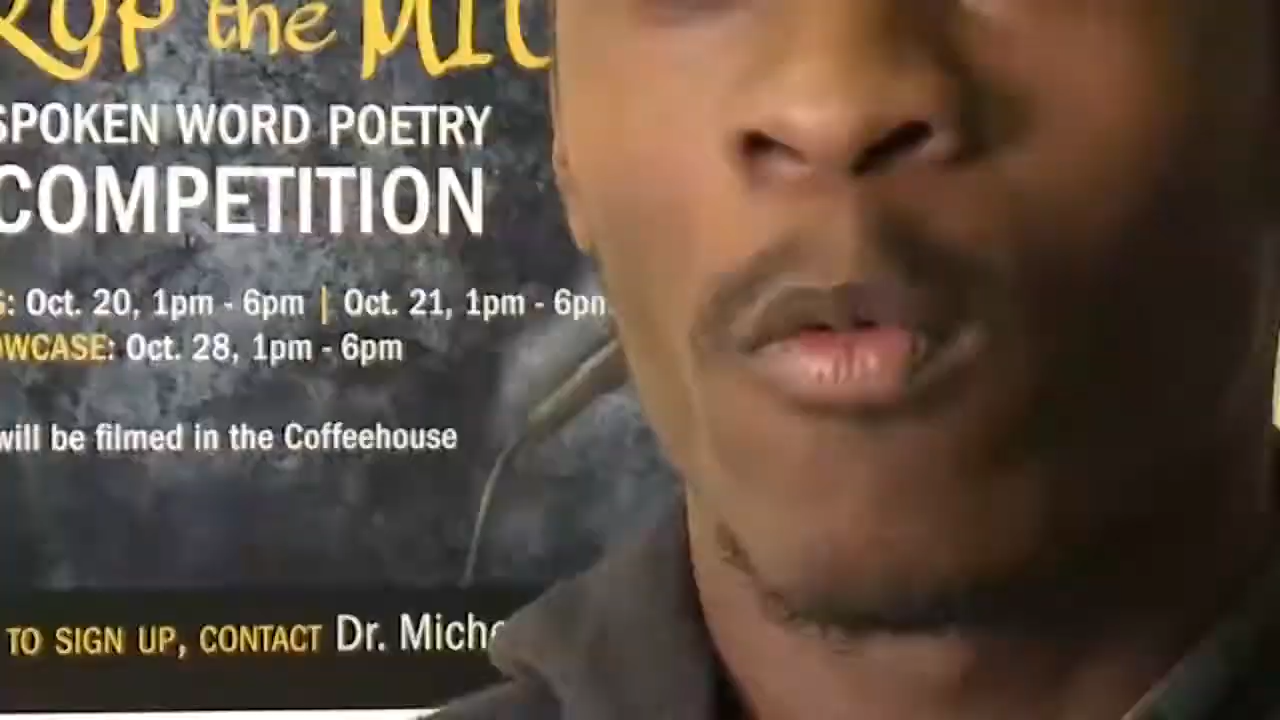 the
SPOKEN WORD POETRY
COMPETITION
Oct. 20, 1pm - 6pm | Oct. 21, 1pm - 6pm
Oct. 28, 1pm - 6pm
will be filmed in the Coffeehouse
TO SIGN UP, CONTACT Dr.